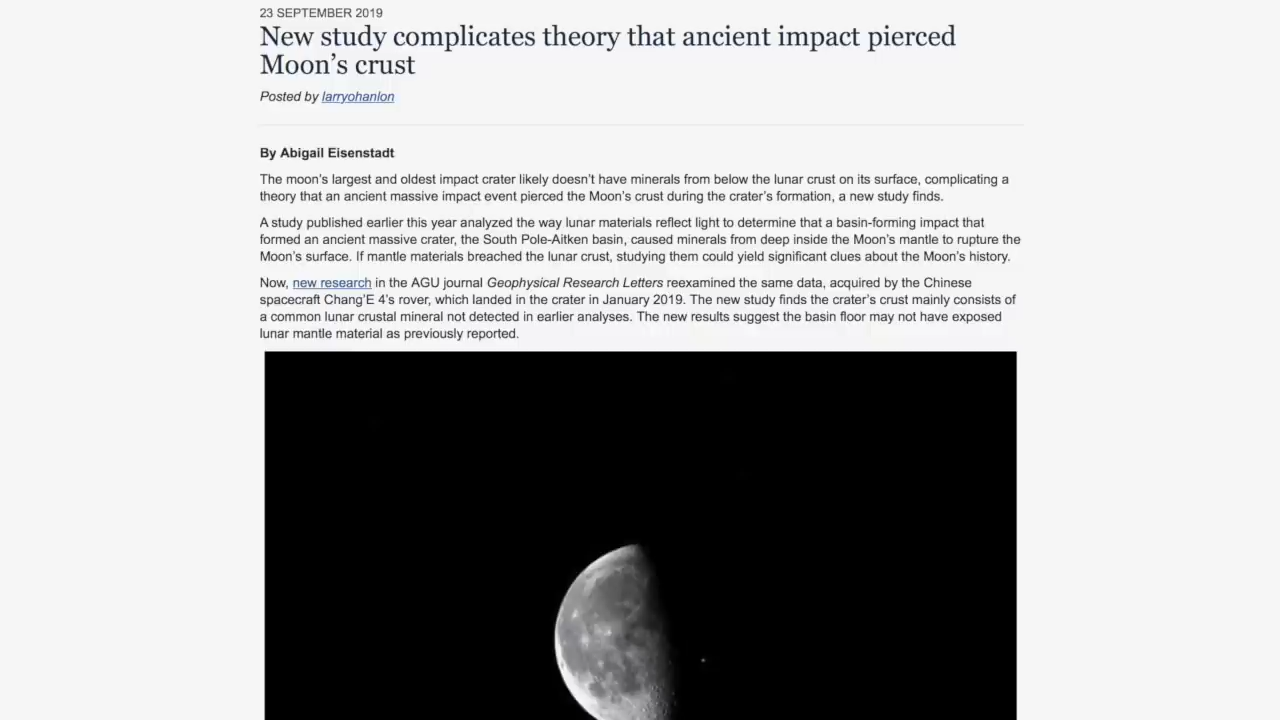 23 SEPTEMBER 2019
New study complicates theory that ancient impact pierced
Moon’s crust
Posted by larryohanlon
By Abigail Eisenstadt
The moon’s largest and oldest impact crater likely doesn’t have minerals from below the lunar crust on its surface, complicating a
theory that an ancient massive impact event pierced the Moon’s crust during the crater’s formation, a new study finds.
A study published earlier this year analyzed the way lunar materials reflect light to determine that a basin-forming impact that
formed an ancient massive crater, the South Pole-Aitken basin, caused minerals from deep inside the Moon’s mantle to rupture the
Moon’s surface. If mantle materials breached the lunar crust, studying them could yield significant clues about the Moon’s history.
Now, new research in the AGU journal Geophysical Research Letters reexamined the same data, acquired by the Chinese
spacecraft Chang’E 4’s rover, which landed in the crater in January 2019. The new study finds the crater’s crust mainly consists of
a common lunar crustal mineral not detected in earlier analyses. The new results suggest the basin floor may not have exposed
lunar mantle material as previously reported.